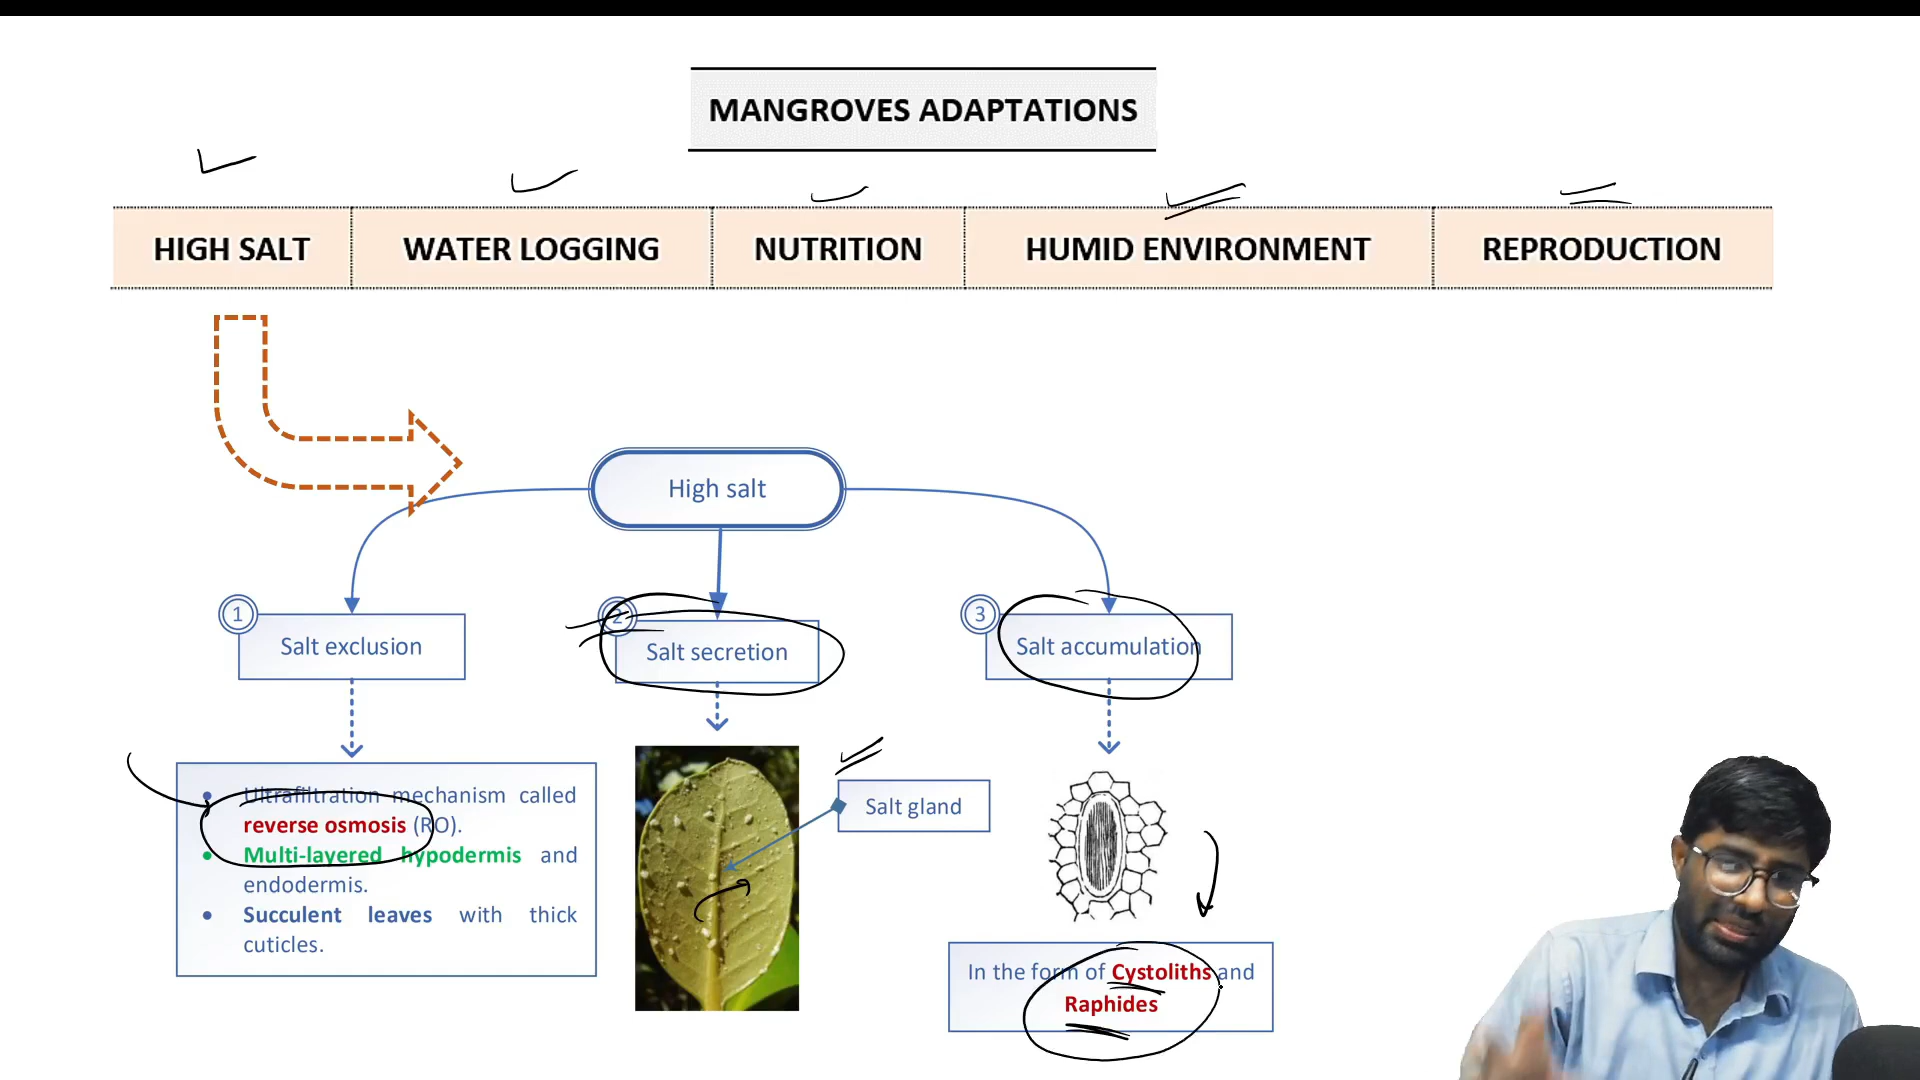 MANGROVES ADAPTATIONS
HIGH SALT
WATER LOGGING
NUTRITION
HUMID ENVIRONMENT
REPRODUCTION
High salt
1
Salt exclusion
2
Salt secretion
3
Salt accumulation
• Ultrafiltration mechanism called
reverse osmosis (RO).
• Multi-layered hypodermis and
endodermis.
• Succulent leaves with thick
cuticles.
Salt gland
In the form of Cystoliths and
Raphides